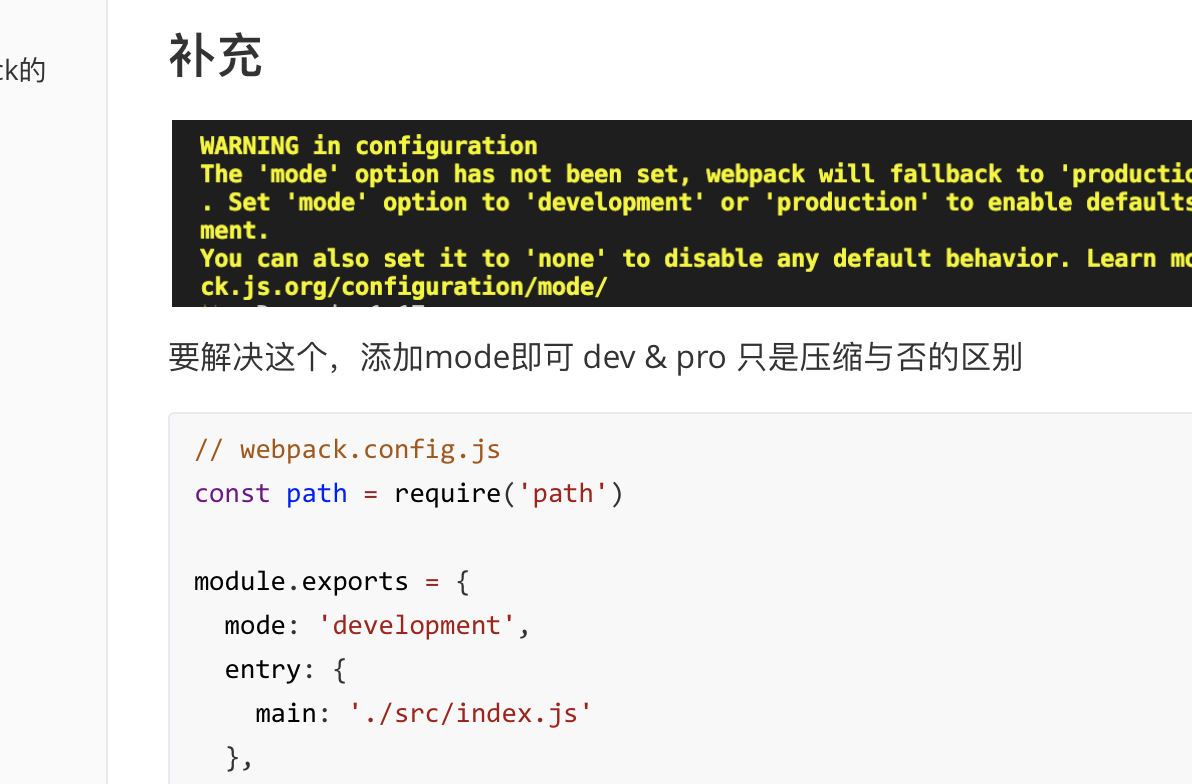 补充
ck的
WARNING in configuration
The 'mode' option has not been set, webpack will fallback to 'productio
. Set 'mode' option to 'development' or 'production' to enable defaults
ment.
You can also set it to 'none' to disable any default behavior. Learn mo
ck.js.org/configuration/mode/
要解决这个，添加mode即可 dev & pro 只是压缩与否的区别
// webpack.config.js
const path = require('path')
module.exports = {
mode: 'development',
entry: {
main: './src/index.js'
},